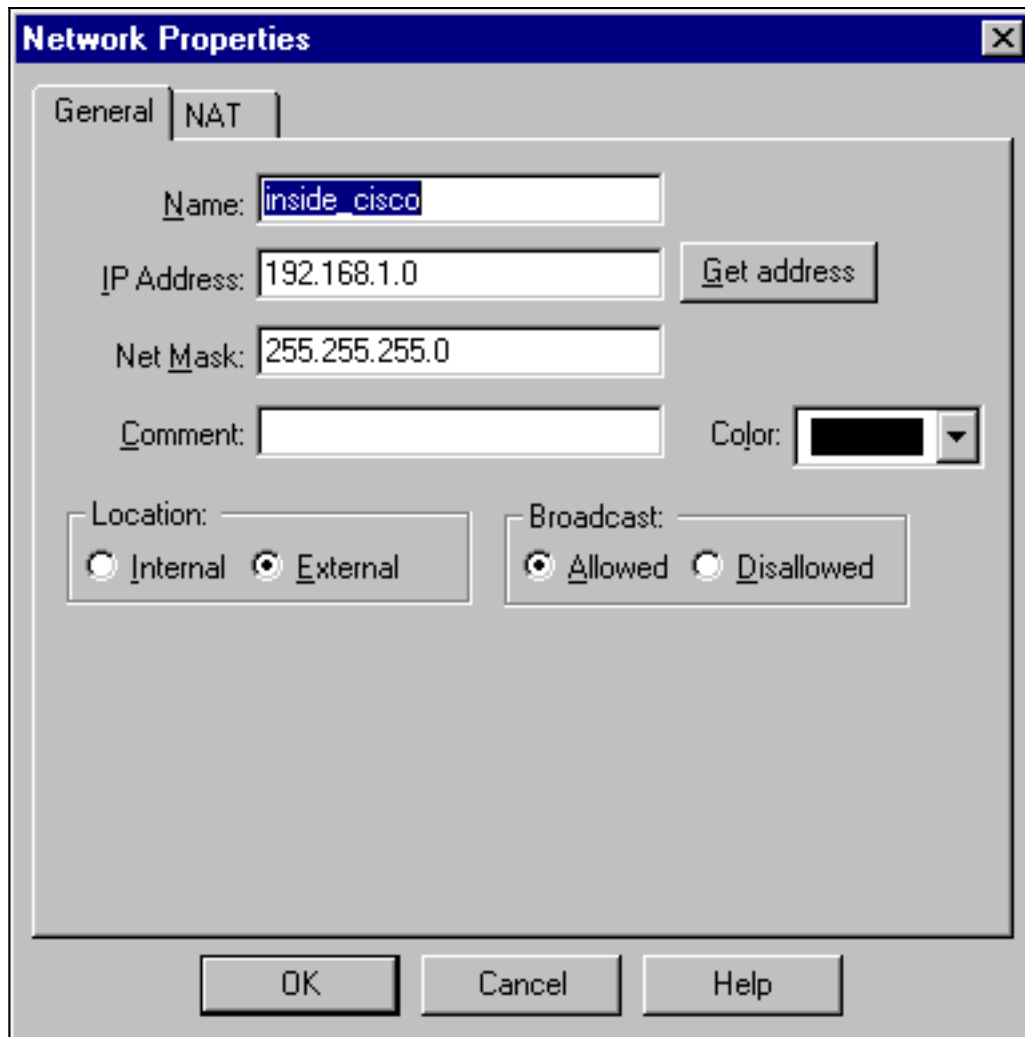 Network Properties
General NAT
Name: inside_cisco
IP Address: 192.168.1.0 Get address
Net Mask: 255.255.255.0
Comment: Color:
Location: Broadcast:
Internal External Allowed Disallowed
OK Cancel Help